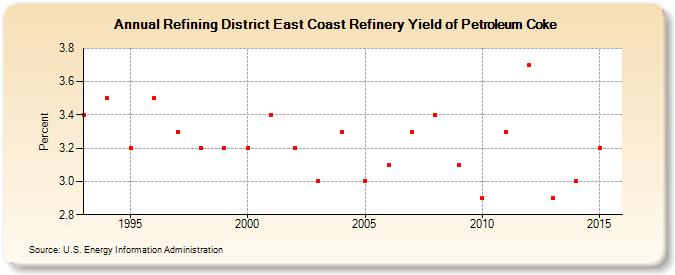 Annual Refining District East Coast Refinery Yield of Petroleum Coke
Percent
3.8
3.6
3.4
3.2
3.0
2.8
1995 2000 2005 2010 2015
Source: U.S. Energy Information Administration